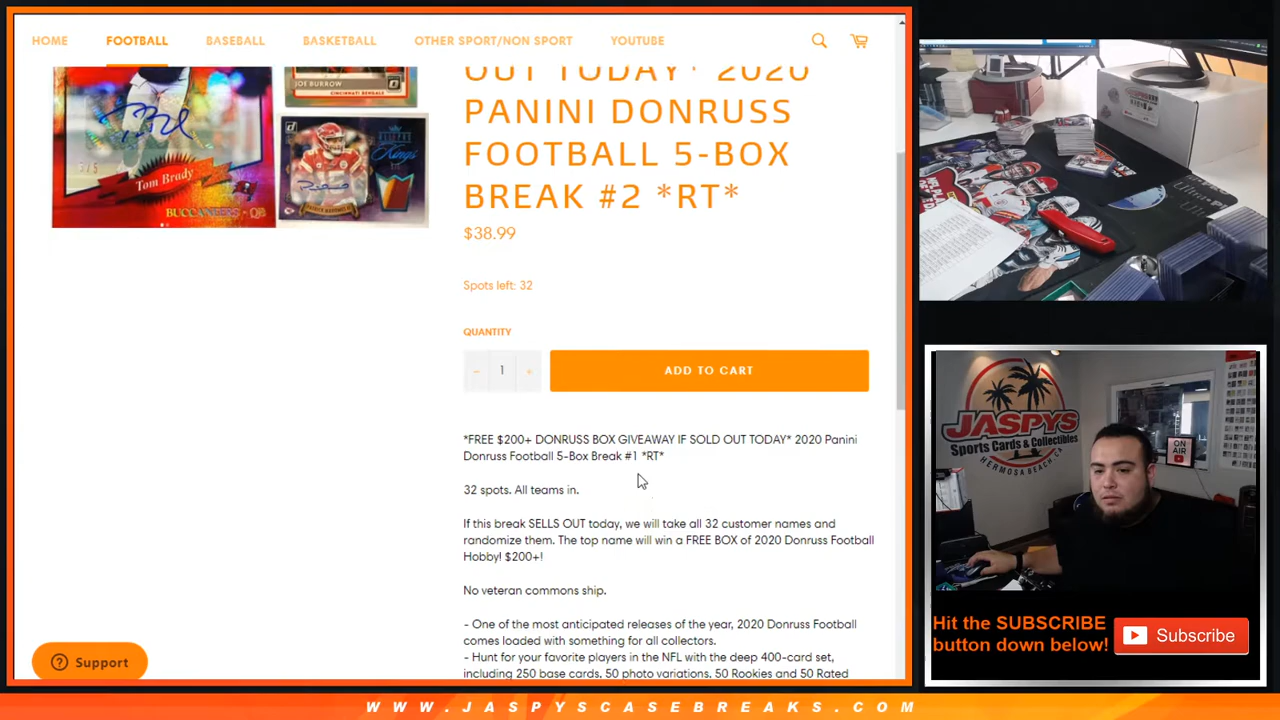 HOME FOOTBALL BASEBALL BASKETBALL OTHER SPORT/NON SPORT YOUTUBE
JOE BURROW
CINCINNATI BENGALS
5/5
Tom Brady
BUCCANEERS - QB
OUT TODAY* 2020
PANINI DONRUSS
FOOTBALL 5-BOX
BREAK #2 *RT*
$38.99
Spots left: 32
QUANTITY
− 1 +
ADD TO CART
*FREE $200+ DONRUSS BOX GIVEAWAY IF SOLD OUT TODAY* 2020 Panini
Donruss Football 5-Box Break #1 *RT*
32 spots. All teams in.
If this break SELLS OUT today, we will take all 32 customer names and
randomize them. The top name will win a FREE BOX of 2020 Donruss Football
Hobby! $200+!
No veteran commons ship.
- One of the most anticipated releases of the year, 2020 Donruss Football
comes loaded with something for all collectors.
- Hunt for your favorite players in the NFL with the deep 400-card set,
including 250 base cards, 50 photo variations, 50 Rookies and 50 Rated
Support
JASPYS
Sports Cards & Collectibles
HERMOSA BEACH, CA
ON
AIR
Hit the SUBSCRIBE
button down below!
Subscribe
WWW.JASPYSCASEBREAKS.COM